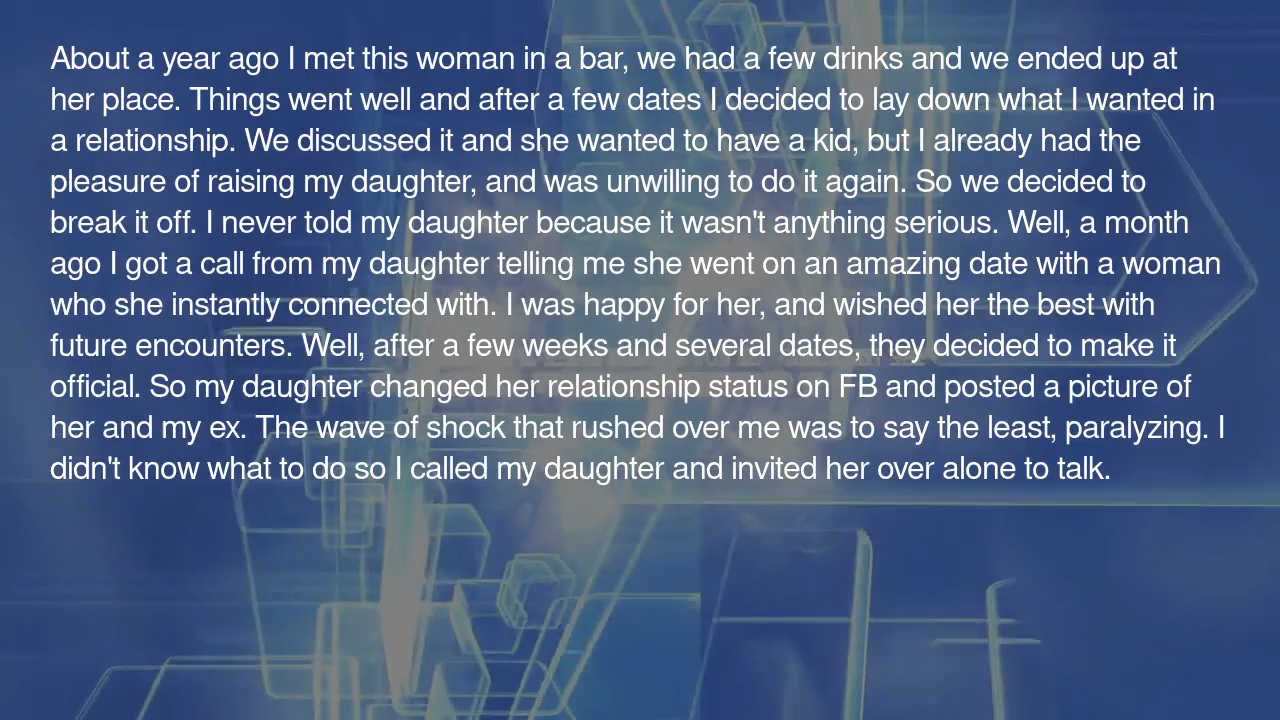 About a year ago I met this woman in a bar, we had a few drinks and we ended up at
her place. Things went well and after a few dates I decided to lay down what I wanted in
a relationship. We discussed it and she wanted to have a kid, but I already had the
pleasure of raising my daughter, and was unwilling to do it again. So we decided to
break it off. I never told my daughter because it wasn't anything serious. Well, a month
ago I got a call from my daughter telling me she went on an amazing date with a woman
who she instantly connected with. I was happy for her, and wished her the best with
future encounters. Well, after a few weeks and several dates, they decided to make it
official. So my daughter changed her relationship status on FB and posted a picture of
her and my ex. The wave of shock that rushed over me was to say the least, paralyzing. I
didn't know what to do so I called my daughter and invited her over alone to talk.